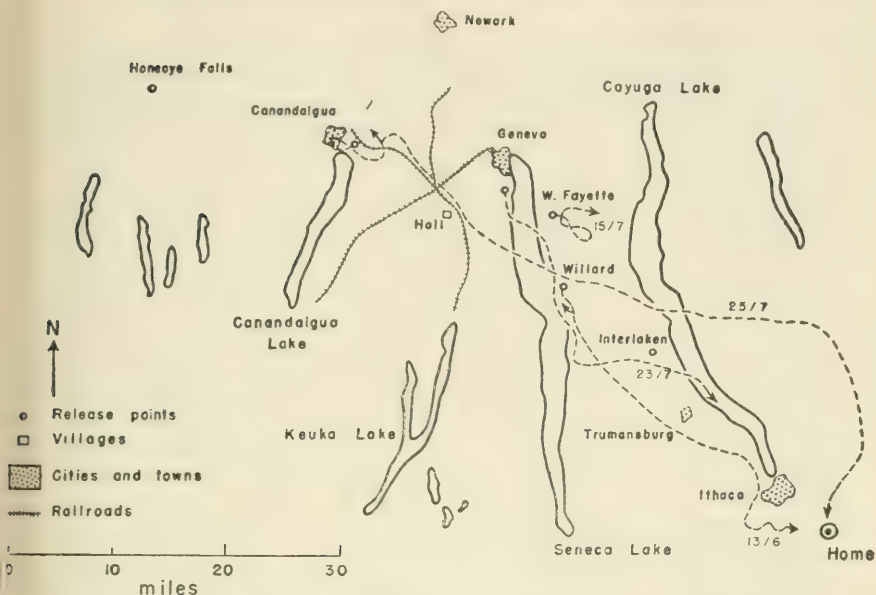 Newark
Honeoye Falls
Cayuga Lake
Canandaigua
Geneva
W. Fayette
15/7
Hall
Willard
25/7
Canandaigua
Lake
N
Interlaken
23/7
Release points
Villages
Keuka Lake
Trumansburg
Cities and towns
Ithaca
Railroads
13/6
Seneca Lake
Home
0 10 20 30
miles